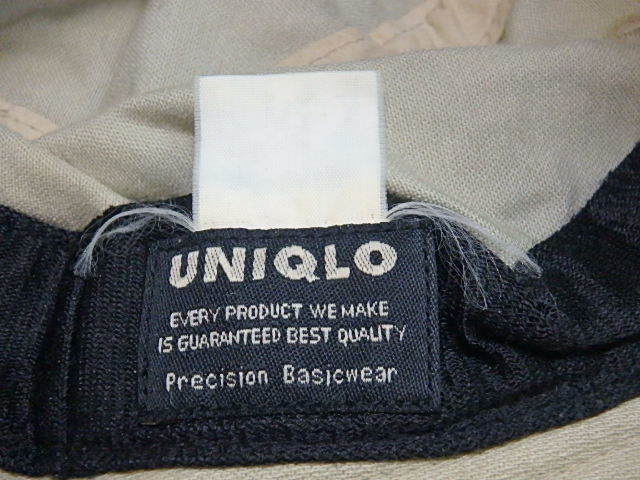 UNIQLO
EVERY PRODUCT WE MAKE
IS GUARANTEED BEST QUALITY
Precision Basicwear